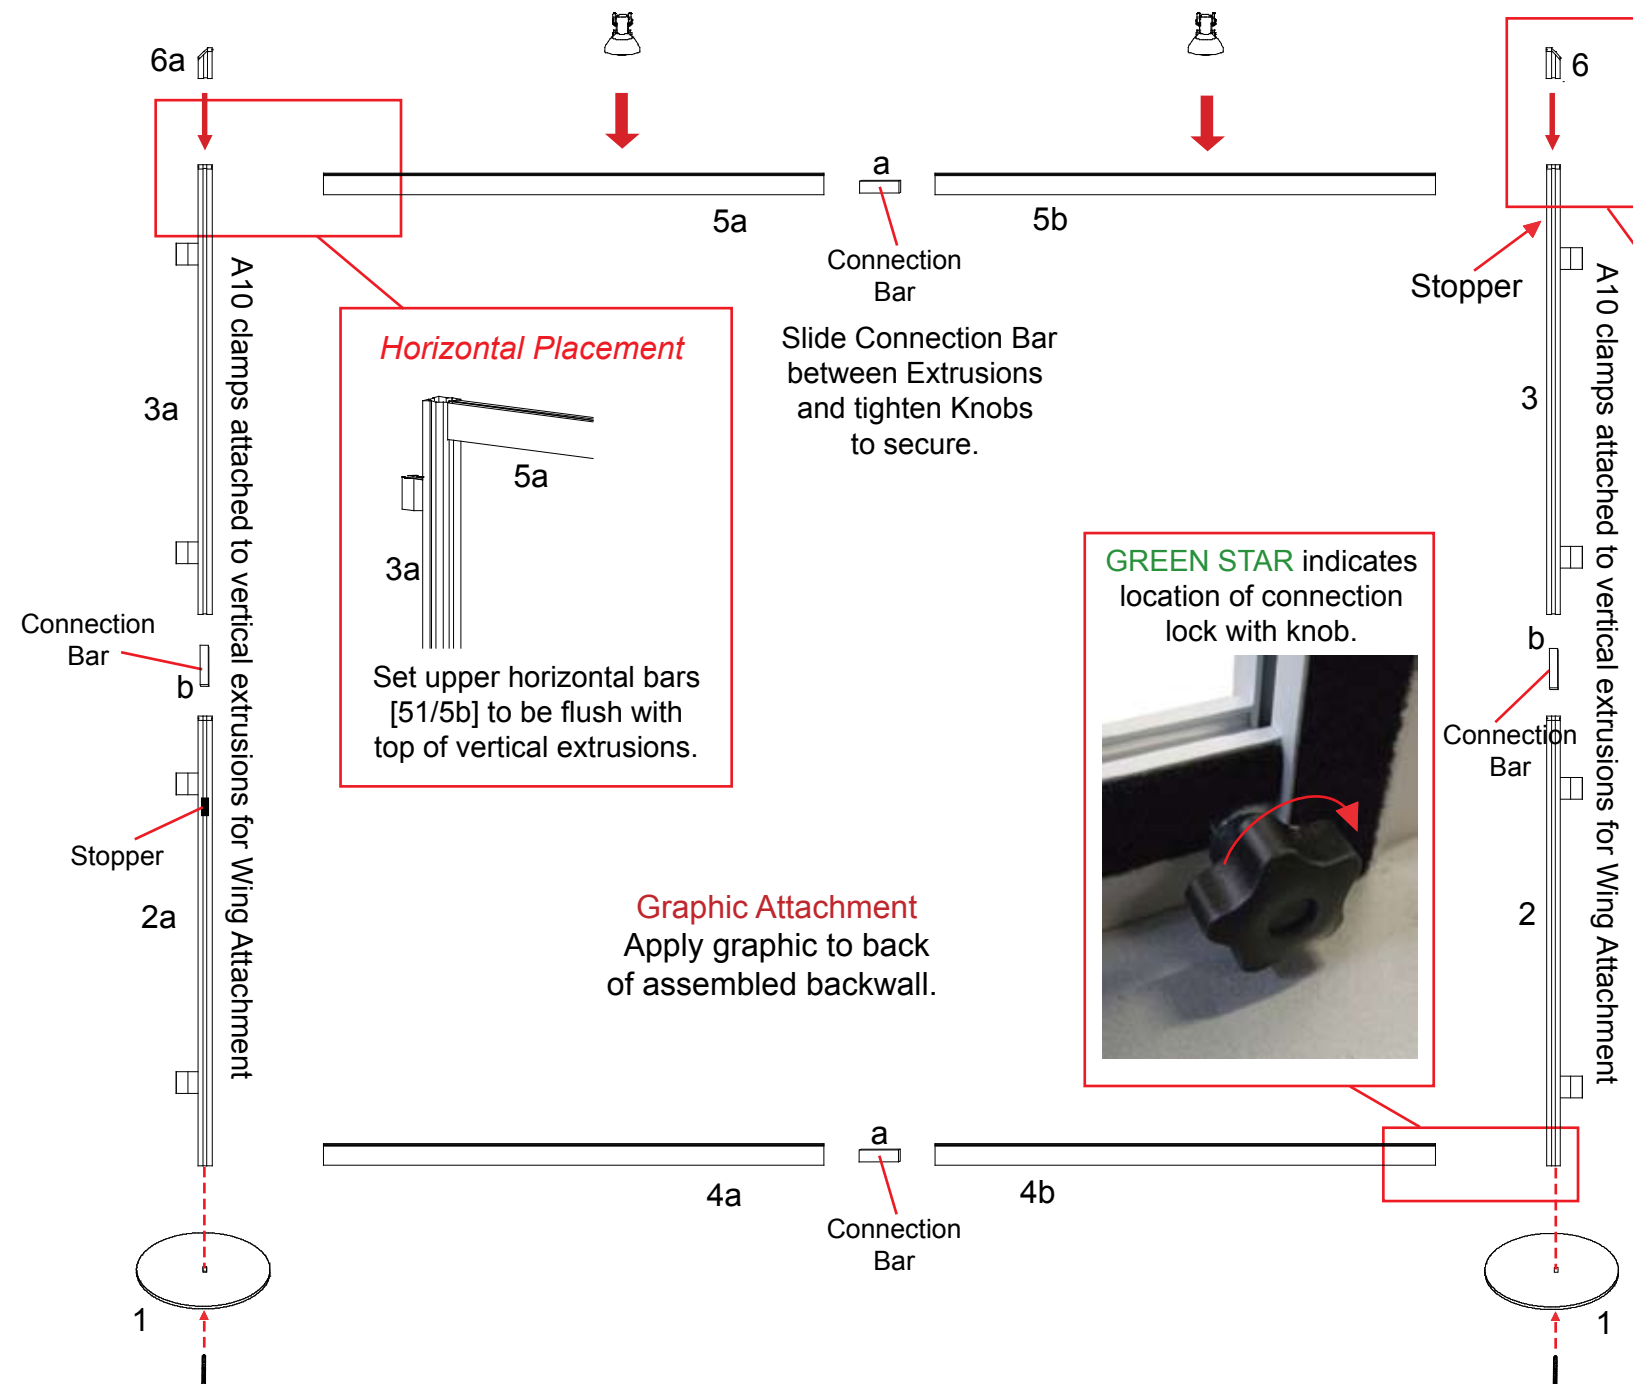 6a
6
a
5a
5b
Connection
Bar
Stopper
Slide Connection Bar
between Extrusions
and tighten Knobs
to secure.
A10 clamps attached to vertical extrusions for Wing Attachment
3a
Horizontal Placement
5a
3a
Set upper horizontal bars
[51/5b] to be flush with
top of vertical extrusions.
3
A10 clamps attached to vertical extrusions for Wing Attachment
GREEN STAR indicates
location of connection
lock with knob.
Connection
Bar
b
b
Connection
Bar
Stopper
2a
2
Graphic Attachment
Apply graphic to back
of assembled backwall.
a
4a
4b
Connection
Bar
1
1